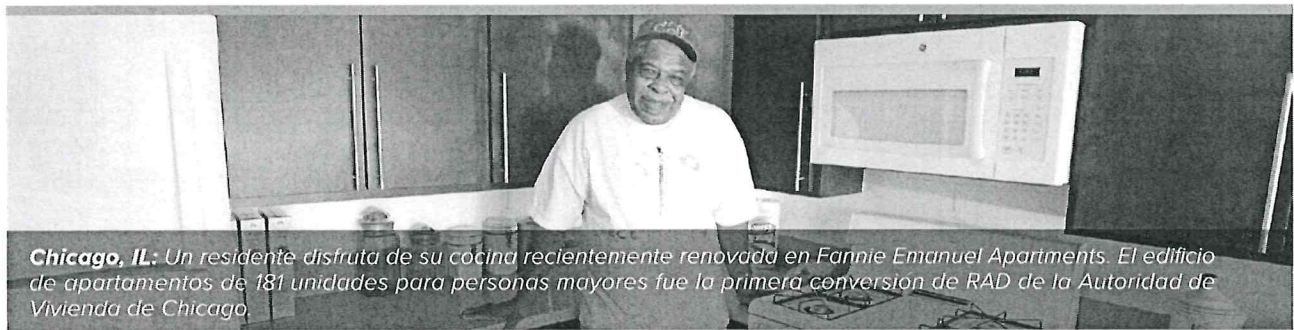 Chicago, IL: Un residente disfruta de su cocina recientemente renovada en Fannie Emanuel Apartments. El edificio
de apartamentos de 181 unidades para personas mayores fue la primera conversión de RAD de la Autoridad de
Vivienda de Chicago.